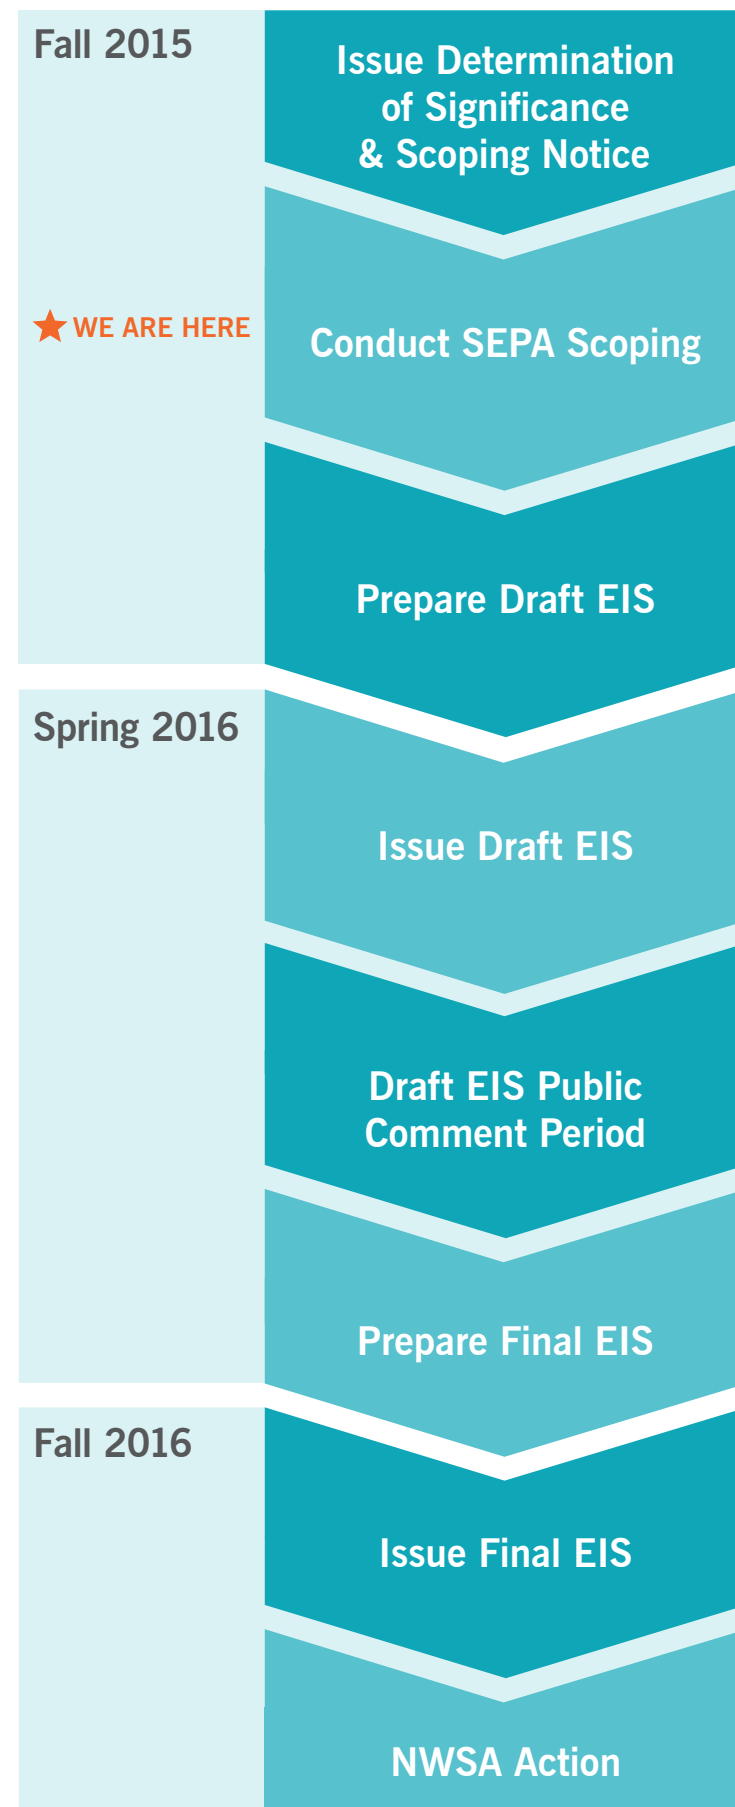 Fall 2015
Issue Determination
of Significance
& Scoping Notice
WE ARE HERE
Conduct SEPA Scoping
Prepare Draft EIS
Spring 2016
Issue Draft EIS
Draft EIS Public
Comment Period
Prepare Final EIS
Fall 2016
Issue Final EIS
NWSA Action